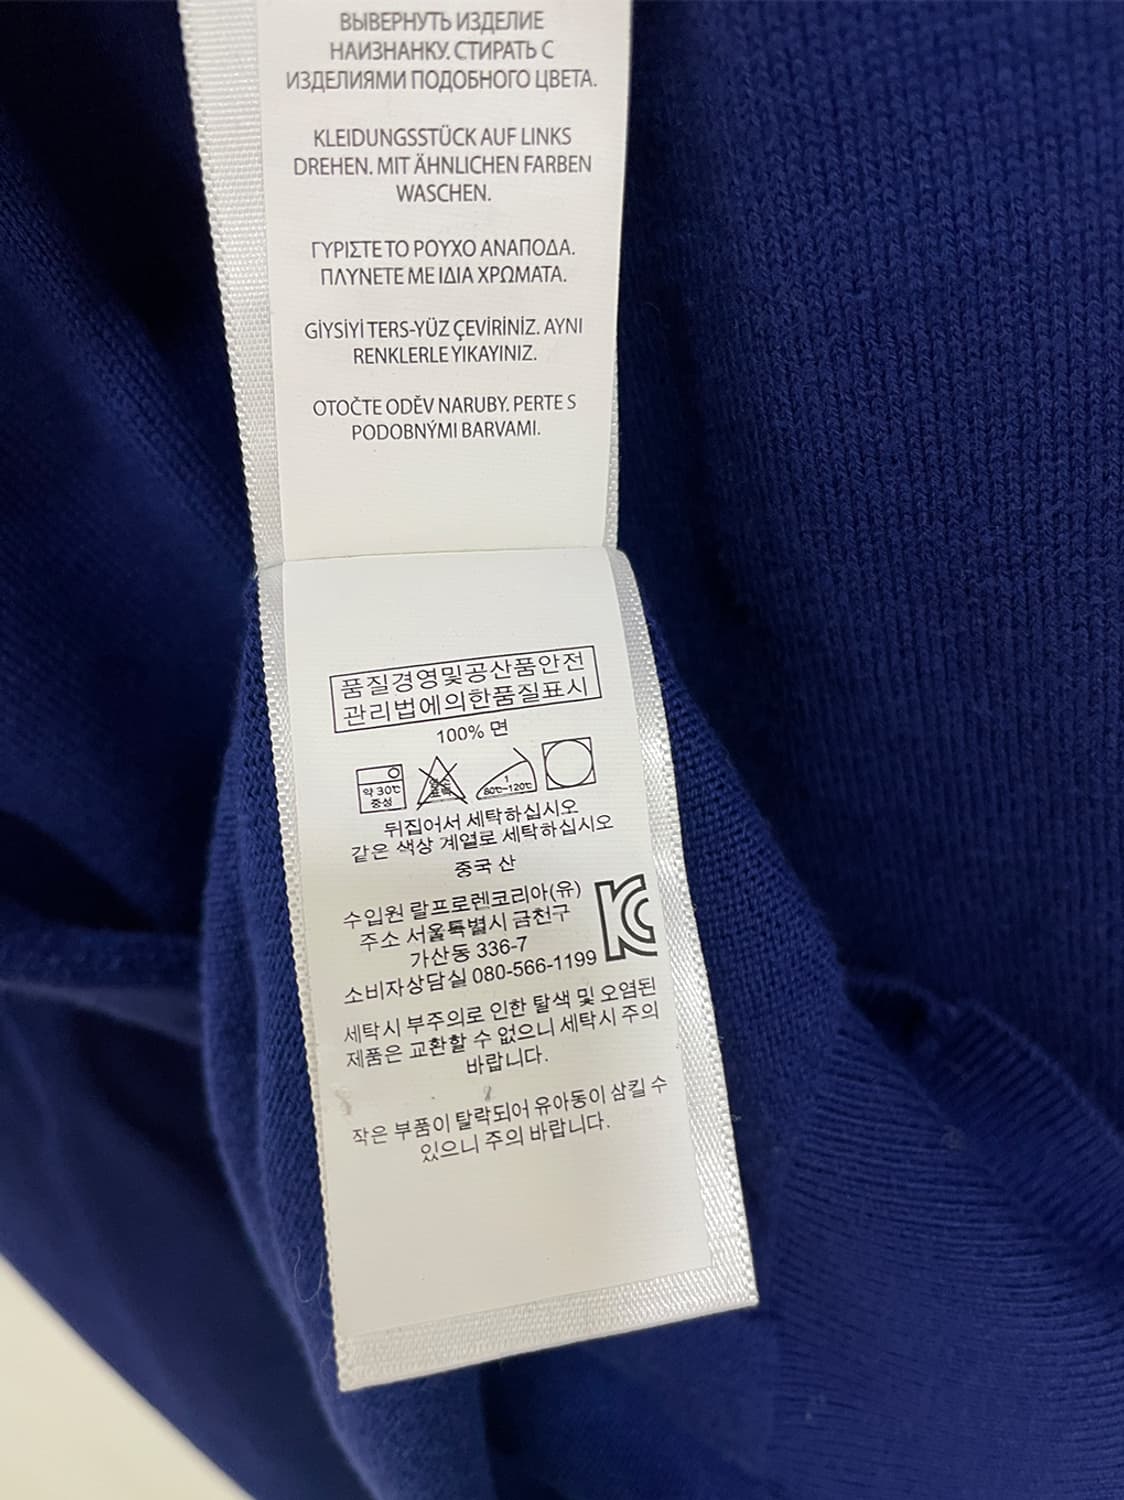 ВЫВЕРНУТЬ ИЗДЕЛИЕ
НАИЗНАНКУ. СТИРАТЬ С
ИЗДЕЛИЯМИ ПОДОБНОГО ЦВЕТА.
KLEIDUNGSSTÜCK AUF LINKS
DREHEN. MIT ÄHNLICHEN FARBEN
WASCHEN.
ΓΥΡΙΣΤΕ ΤΟ ΡΟΥΧΟ ΑΝΑΠΟΔΑ.
ΠΛΥΝΕΤΕ ΜΕ ΙΔΙΑ ΧΡΩΜΑΤΑ.
GİYSİYİ TERS-YÜZ ÇEVİRİNİZ. AYNI
RENKLERLE YIKAYINIZ.
OTOČTE ODĚV NARUBY. PERTE S
PODOBNÝMI BARVAMI.
품질경영및공산품안전
관리법에의한품질표시
100% 면
약 30℃
중성
1
80℃~120℃
뒤집어서 세탁하십시오
같은 색상 계열로 세탁하십시오
중국 산
수입원 랄프로렌코리아(유)
주소 서울특별시 금천구
가산동 336-7
소비자상담실 080-566-1199
세탁시 부주의로 인한 탈색 및 오염된
제품은 교환할 수 없으니 세탁시 주의
바랍니다.
작은 부품이 탈락되어 유아동이 삼킬 수
있으니 주의 바랍니다.